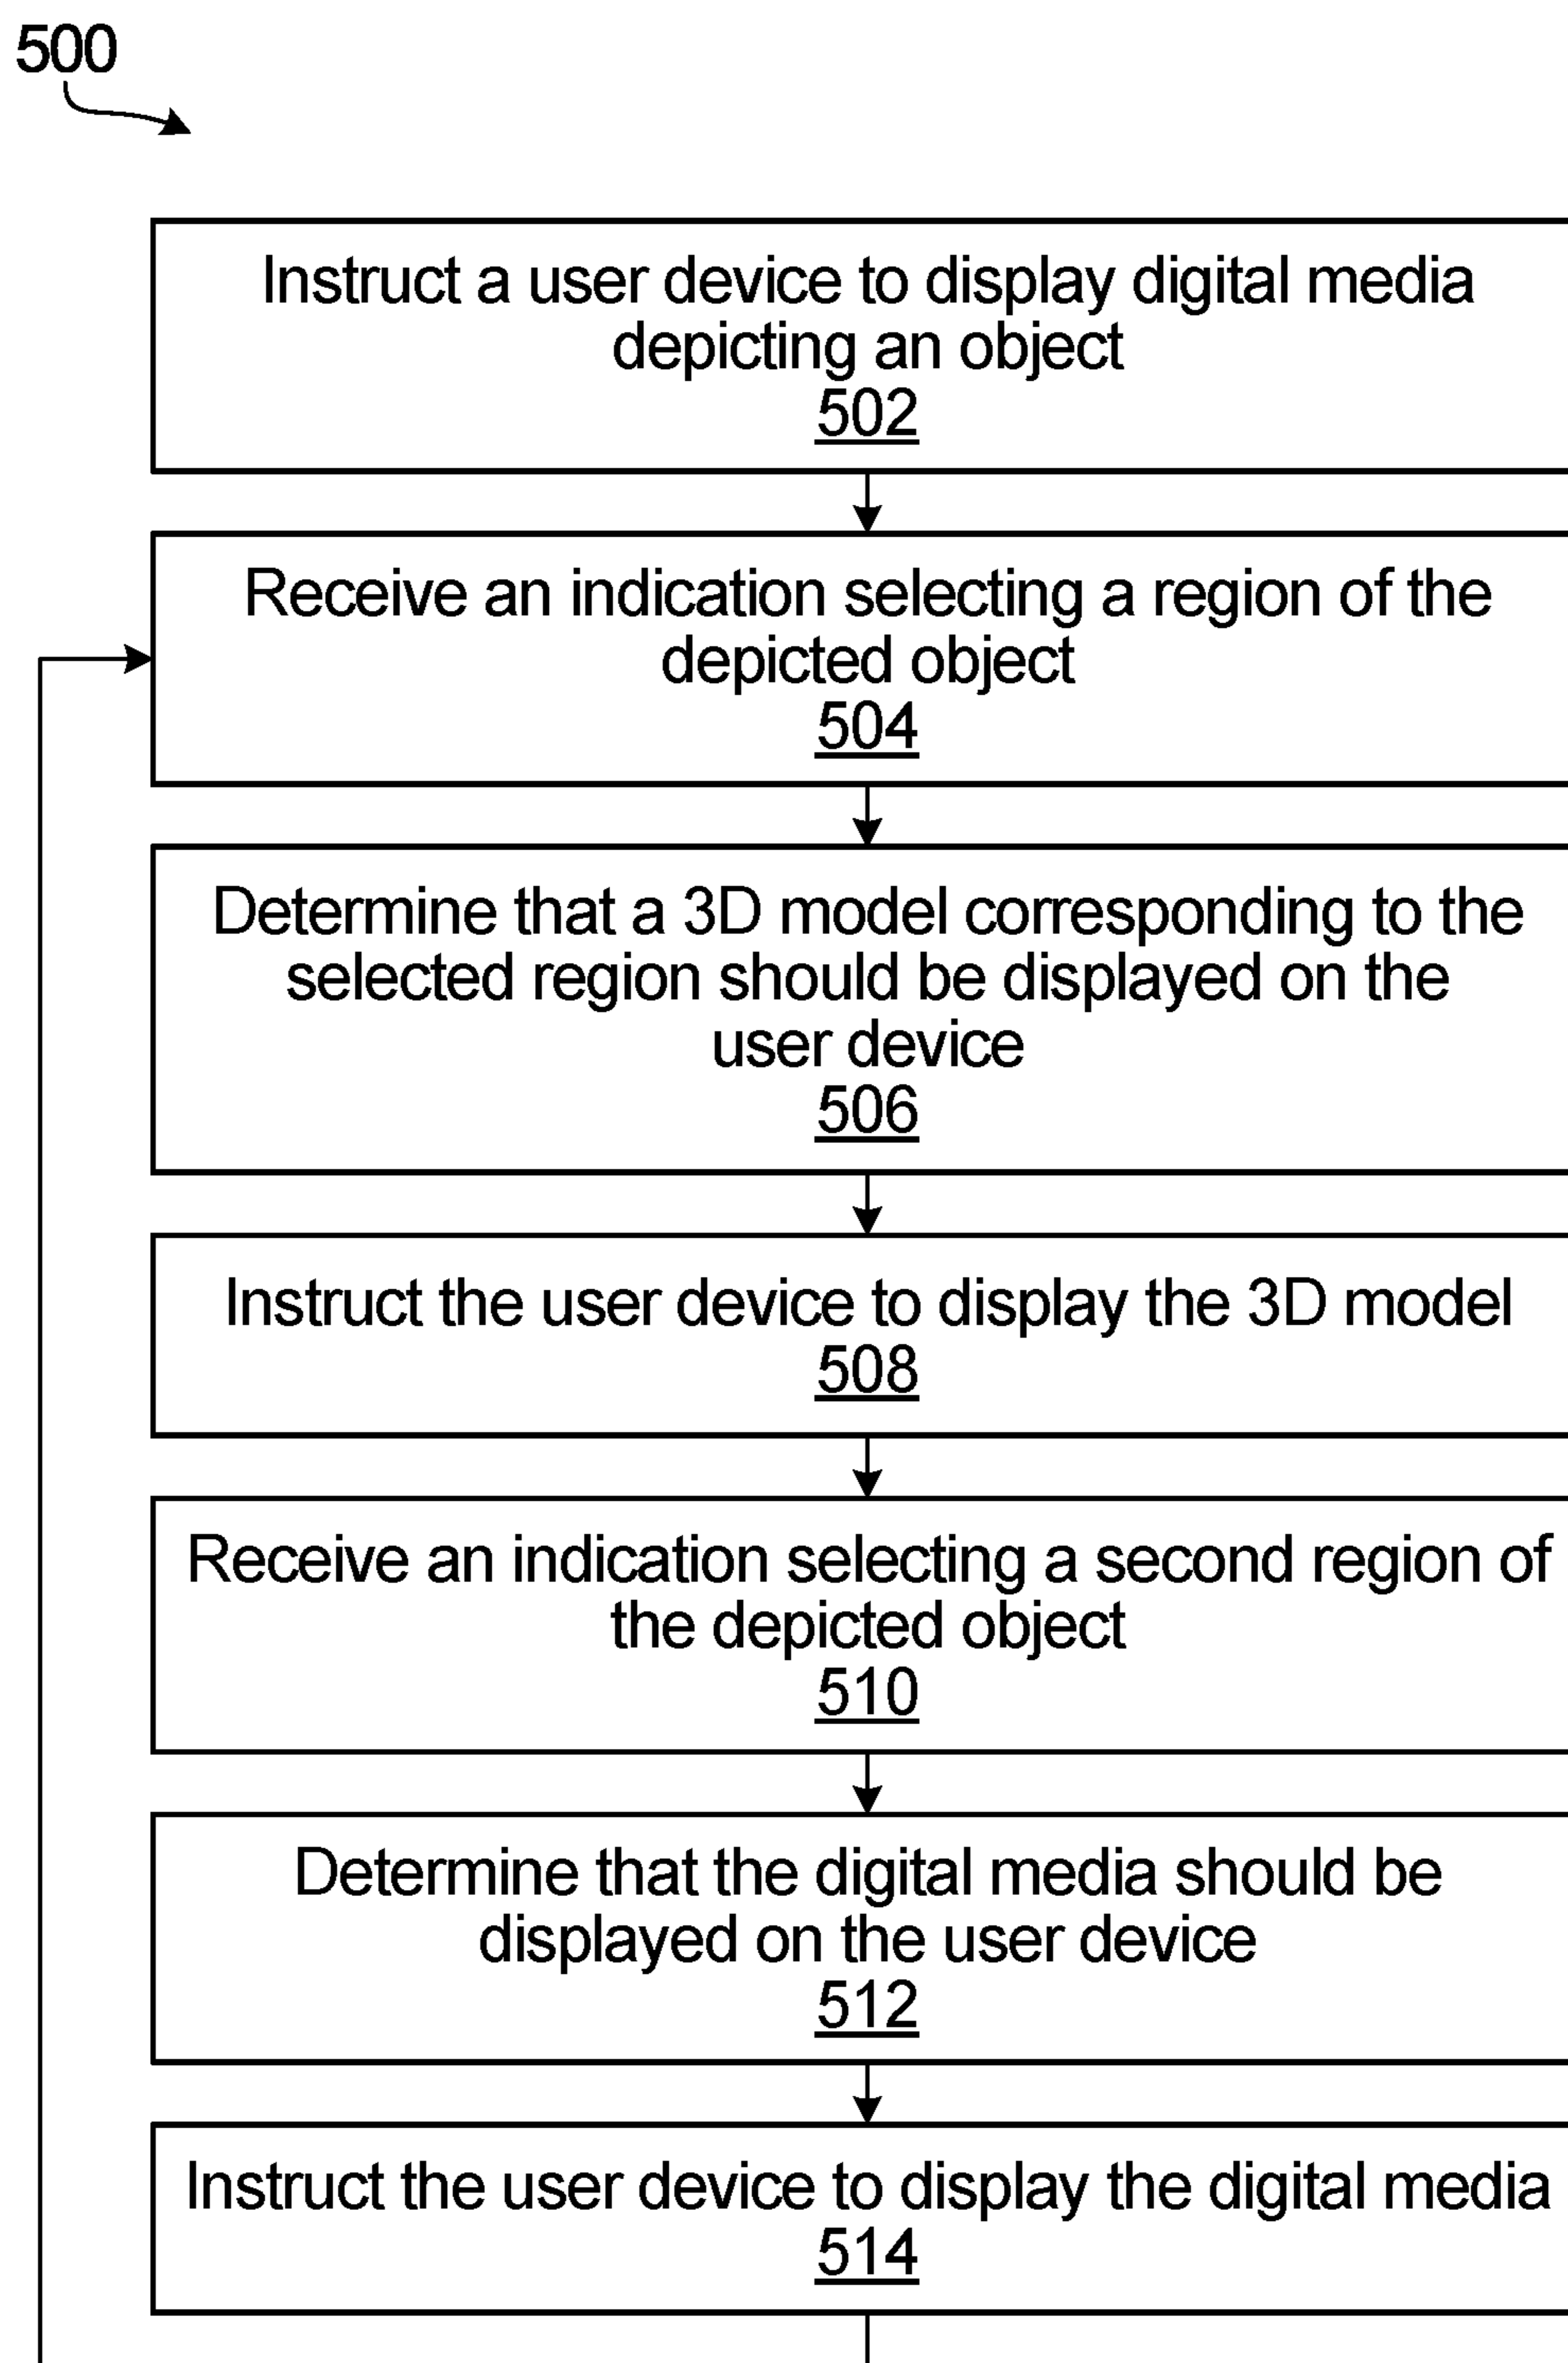 500
Instruct a user device to display digital media
depicting an object
502
Receive an indication selecting a region of the
depicted object
504
Determine that a 3D model corresponding to the
selected region should be displayed on the
user device
506
Instruct the user device to display the 3D model
508
Receive an indication selecting a second region of
the depicted object
510
Determine that the digital media should be
displayed on the user device
512
Instruct the user device to display the digital media
514